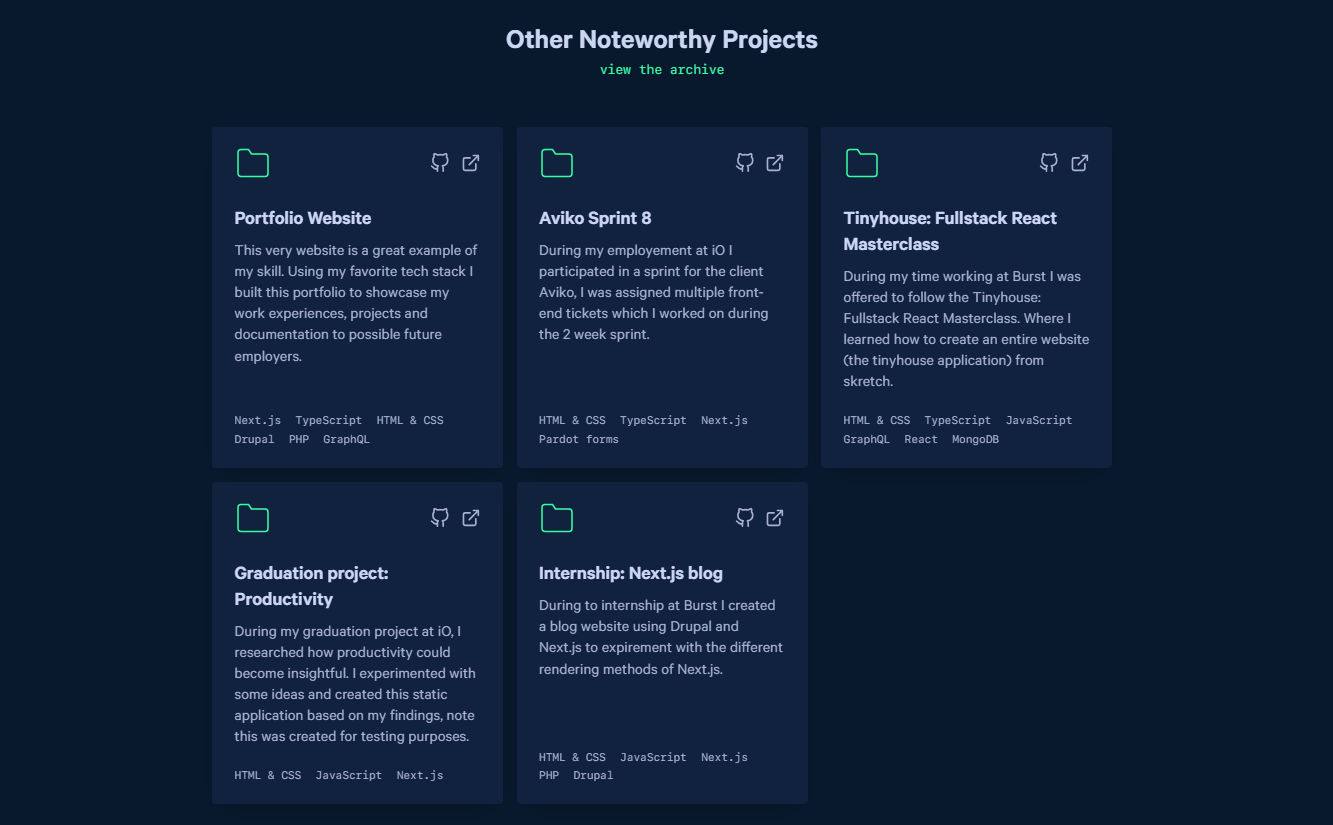 Other Noteworthy Projects
view the archive
Portfolio Website
This very website is a great example of
my skill. Using my favorite tech stack I
built this portfolio to showcase my
work experiences, projects and
documentation to possible future
employers.
Next.js TypeScript HTML & CSS
Drupal PHP GraphQL
Aviko Sprint 8
During my employement at iO I
participated in a sprint for the client
Aviko, I was assigned multiple front-
end tickets which I worked on during
the 2 week sprint.
HTML & CSS TypeScript Next.js
Pardot forms
Tinyhouse: Fullstack React
Masterclass
During my time working at Burst I was
offered to follow the Tinyhouse:
Fullstack React Masterclass. Where I
learned how to create an entire website
(the tinyhouse application) from
skretch.
HTML & CSS TypeScript JavaScript
GraphQL React MongoDB
Graduation project:
Productivity
During my graduation project at iO, I
researched how productivity could
become insightful. I experimented with
some ideas and created this static
application based on my findings, note
this was created for testing purposes.
HTML & CSS JavaScript Next.js
Internship: Next.js blog
During to internship at Burst I created
a blog website using Drupal and
Next.js to expirement with the different
rendering methods of Next.js.
HTML & CSS JavaScript Next.js
PHP Drupal